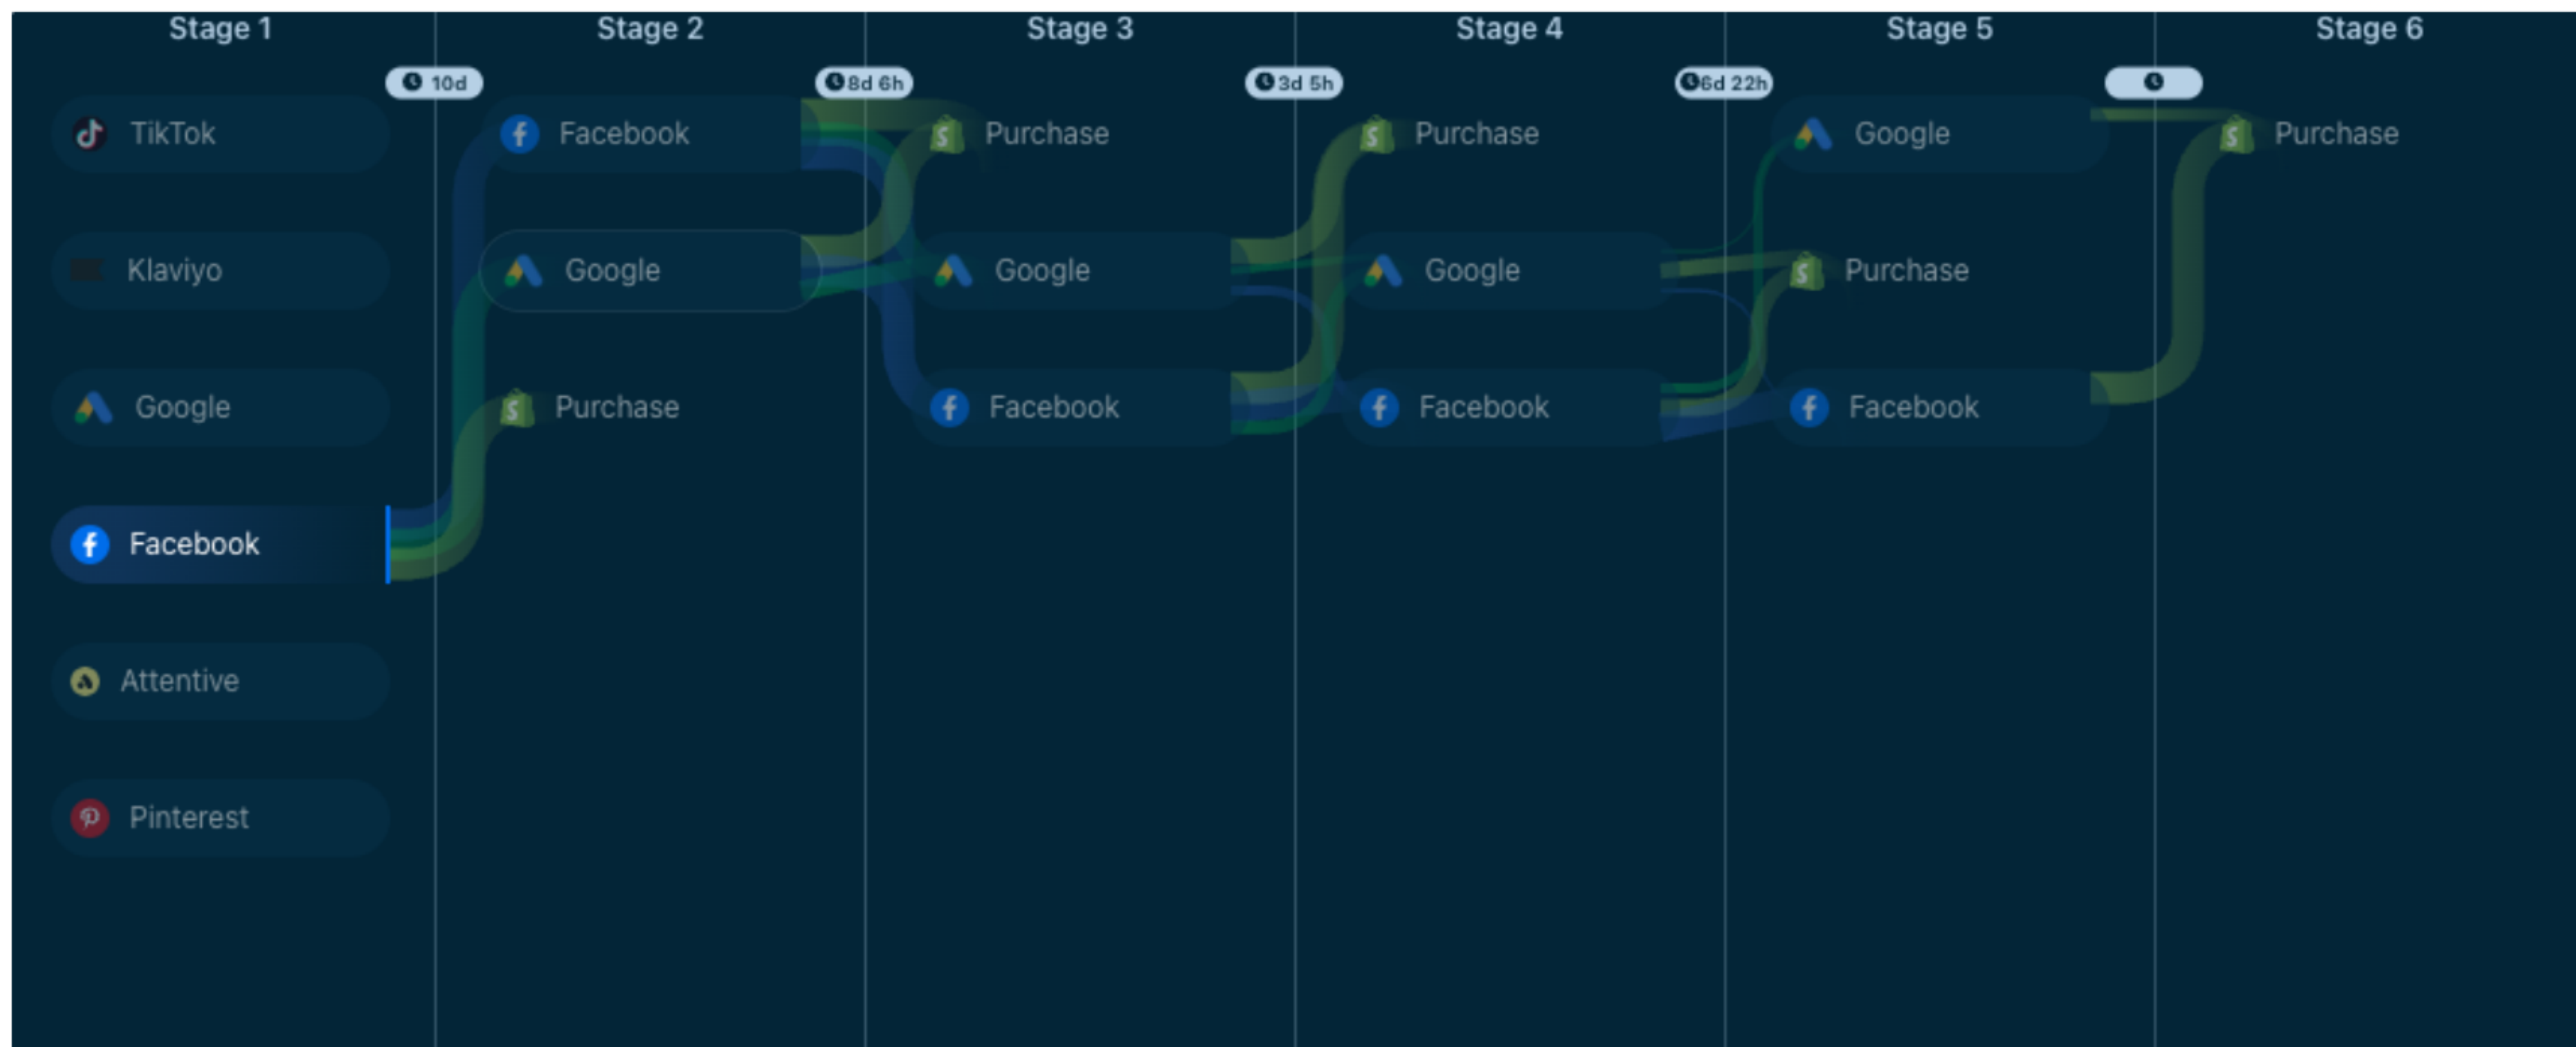 Stage 1 Stage 2 Stage 3 Stage 4 Stage 5 Stage 6
10d 8d 6h 3d 5h 6d 22h
TikTok Facebook Purchase Purchase Google Purchase
Klaviyo Google Google Google Purchase
Google Purchase Facebook Facebook Facebook
Facebook
Attentive
Pinterest